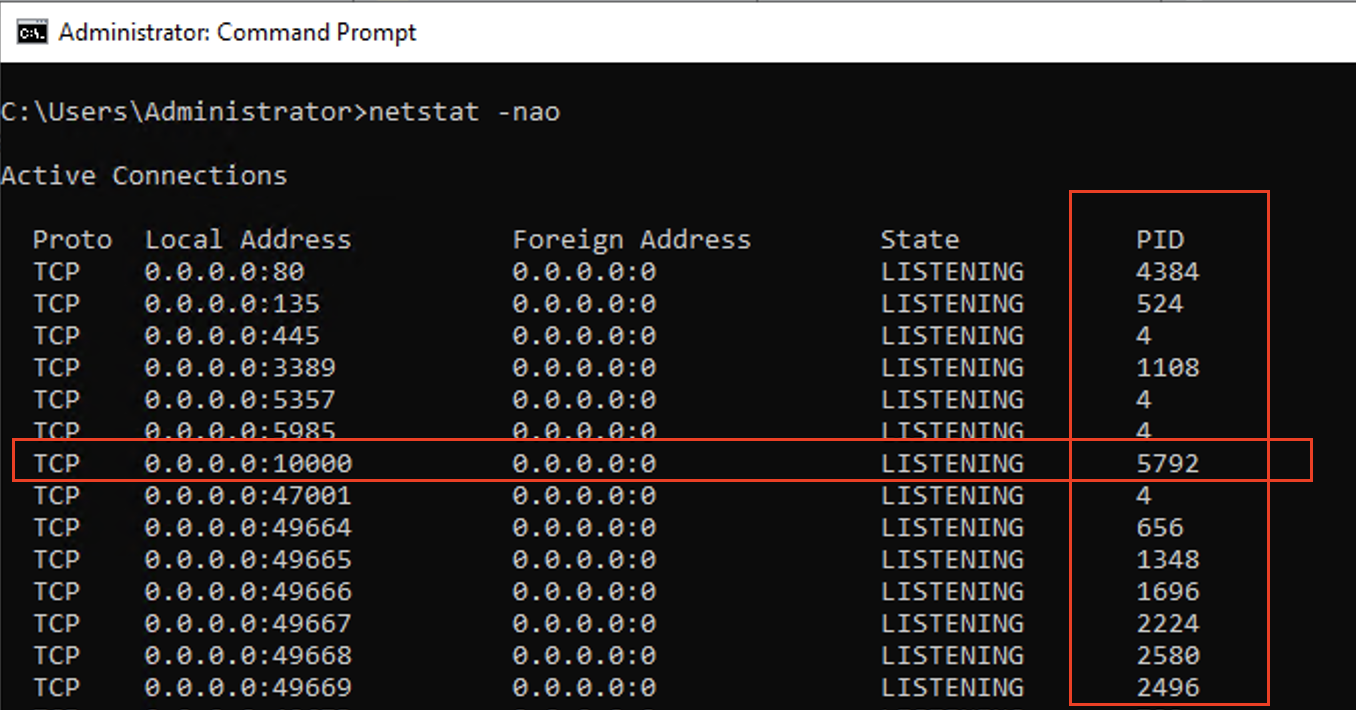 Administrator: Command Prompt
C:\Users\Administrator>netstat -nao
Active Connections
Proto Local Address Foreign Address State PID
TCP 0.0.0.0:80 0.0.0.0:0 LISTENING 4384
TCP 0.0.0.0:135 0.0.0.0:0 LISTENING 524
TCP 0.0.0.0:445 0.0.0.0:0 LISTENING 4
TCP 0.0.0.0:3389 0.0.0.0:0 LISTENING 1108
TCP 0.0.0.0:5357 0.0.0.0:0 LISTENING 4
TCP 0.0.0.0:5985 0.0.0.0:0 LISTENING 4
TCP 0.0.0.0:10000 0.0.0.0:0 LISTENING 5792
TCP 0.0.0.0:47001 0.0.0.0:0 LISTENING 4
TCP 0.0.0.0:49664 0.0.0.0:0 LISTENING 656
TCP 0.0.0.0:49665 0.0.0.0:0 LISTENING 1348
TCP 0.0.0.0:49666 0.0.0.0:0 LISTENING 1696
TCP 0.0.0.0:49667 0.0.0.0:0 LISTENING 2224
TCP 0.0.0.0:49668 0.0.0.0:0 LISTENING 2580
TCP 0.0.0.0:49669 0.0.0.0:0 LISTENING 2496